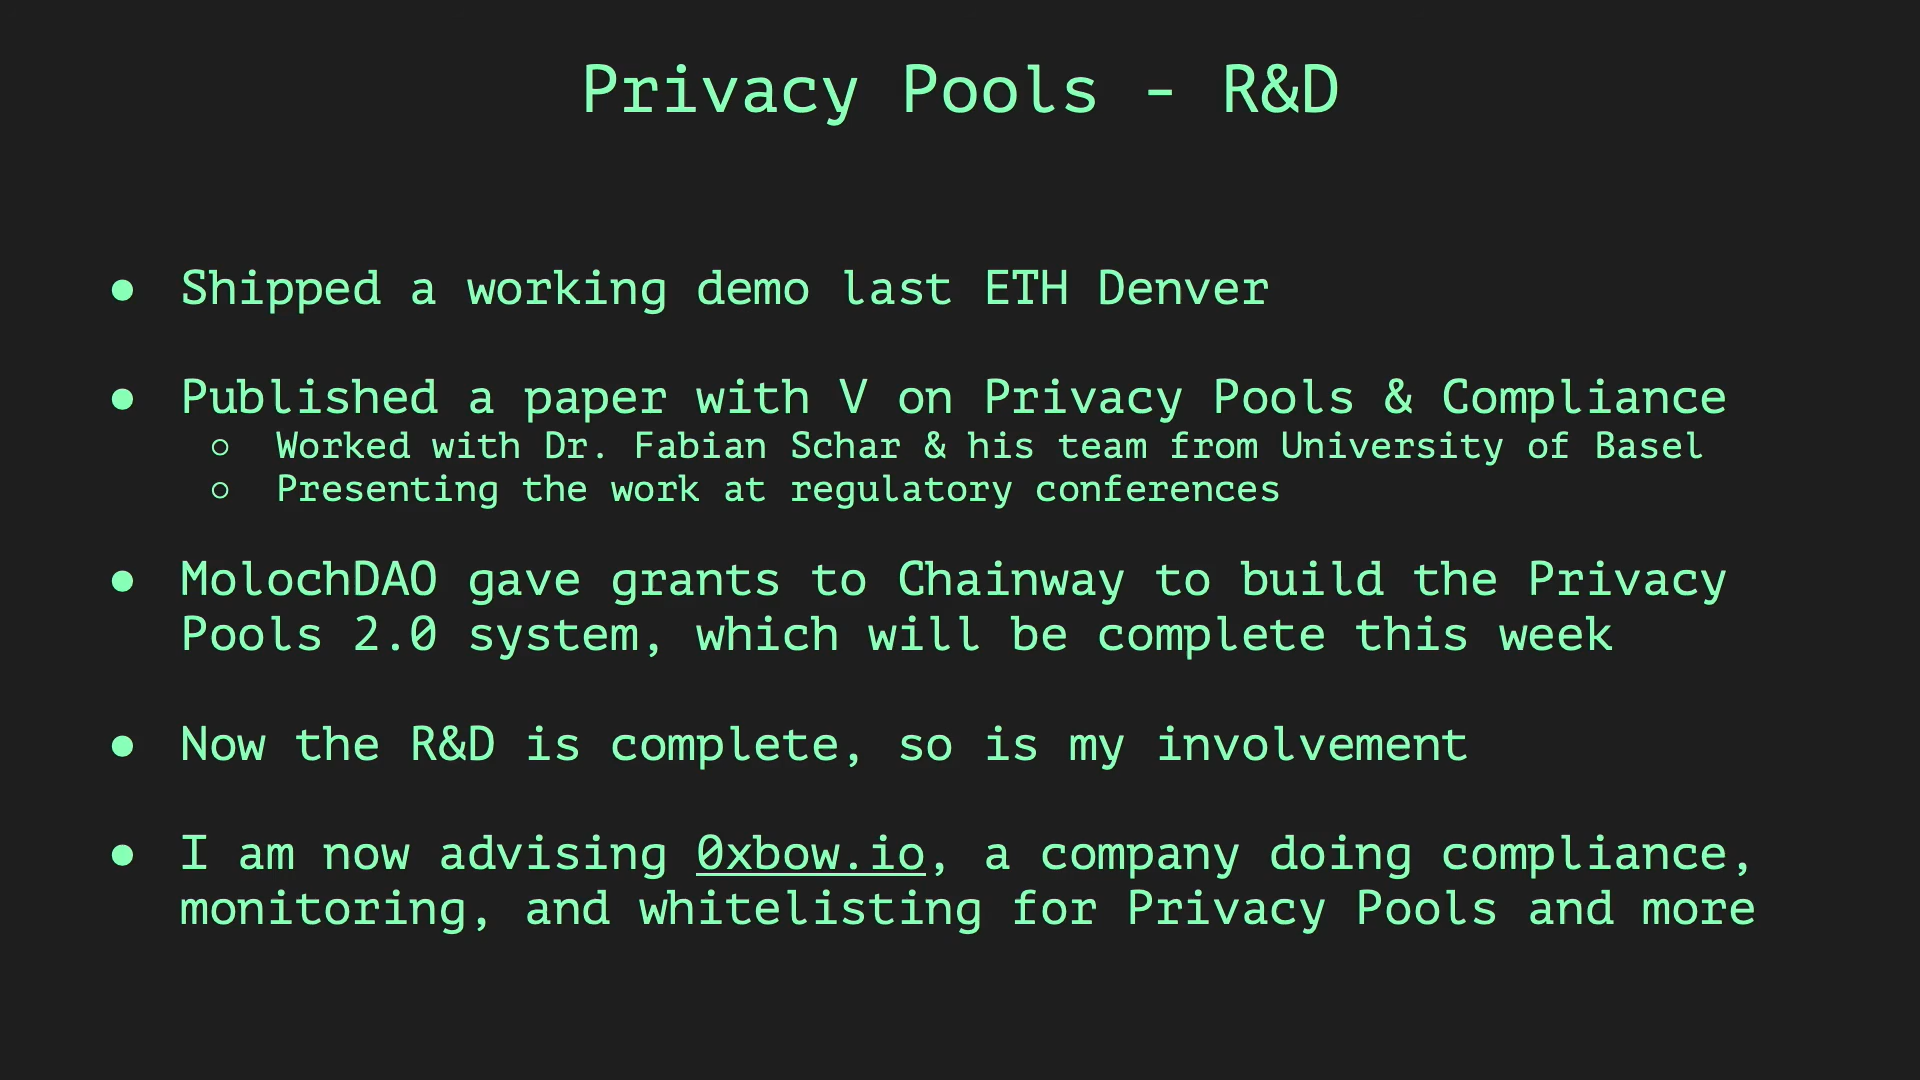 Privacy Pools - R&D
● Shipped a working demo last ETH Denver
● Published a paper with V on Privacy Pools & Compliance
○ Worked with Dr. Fabian Schar & his team from University of Basel
○ Presenting the work at regulatory conferences
● MolochDAO gave grants to Chainway to build the Privacy
Pools 2.0 system, which will be complete this week
● Now the R&D is complete, so is my involvement
● I am now advising 0xbow.io, a company doing compliance,
monitoring, and whitelisting for Privacy Pools and more